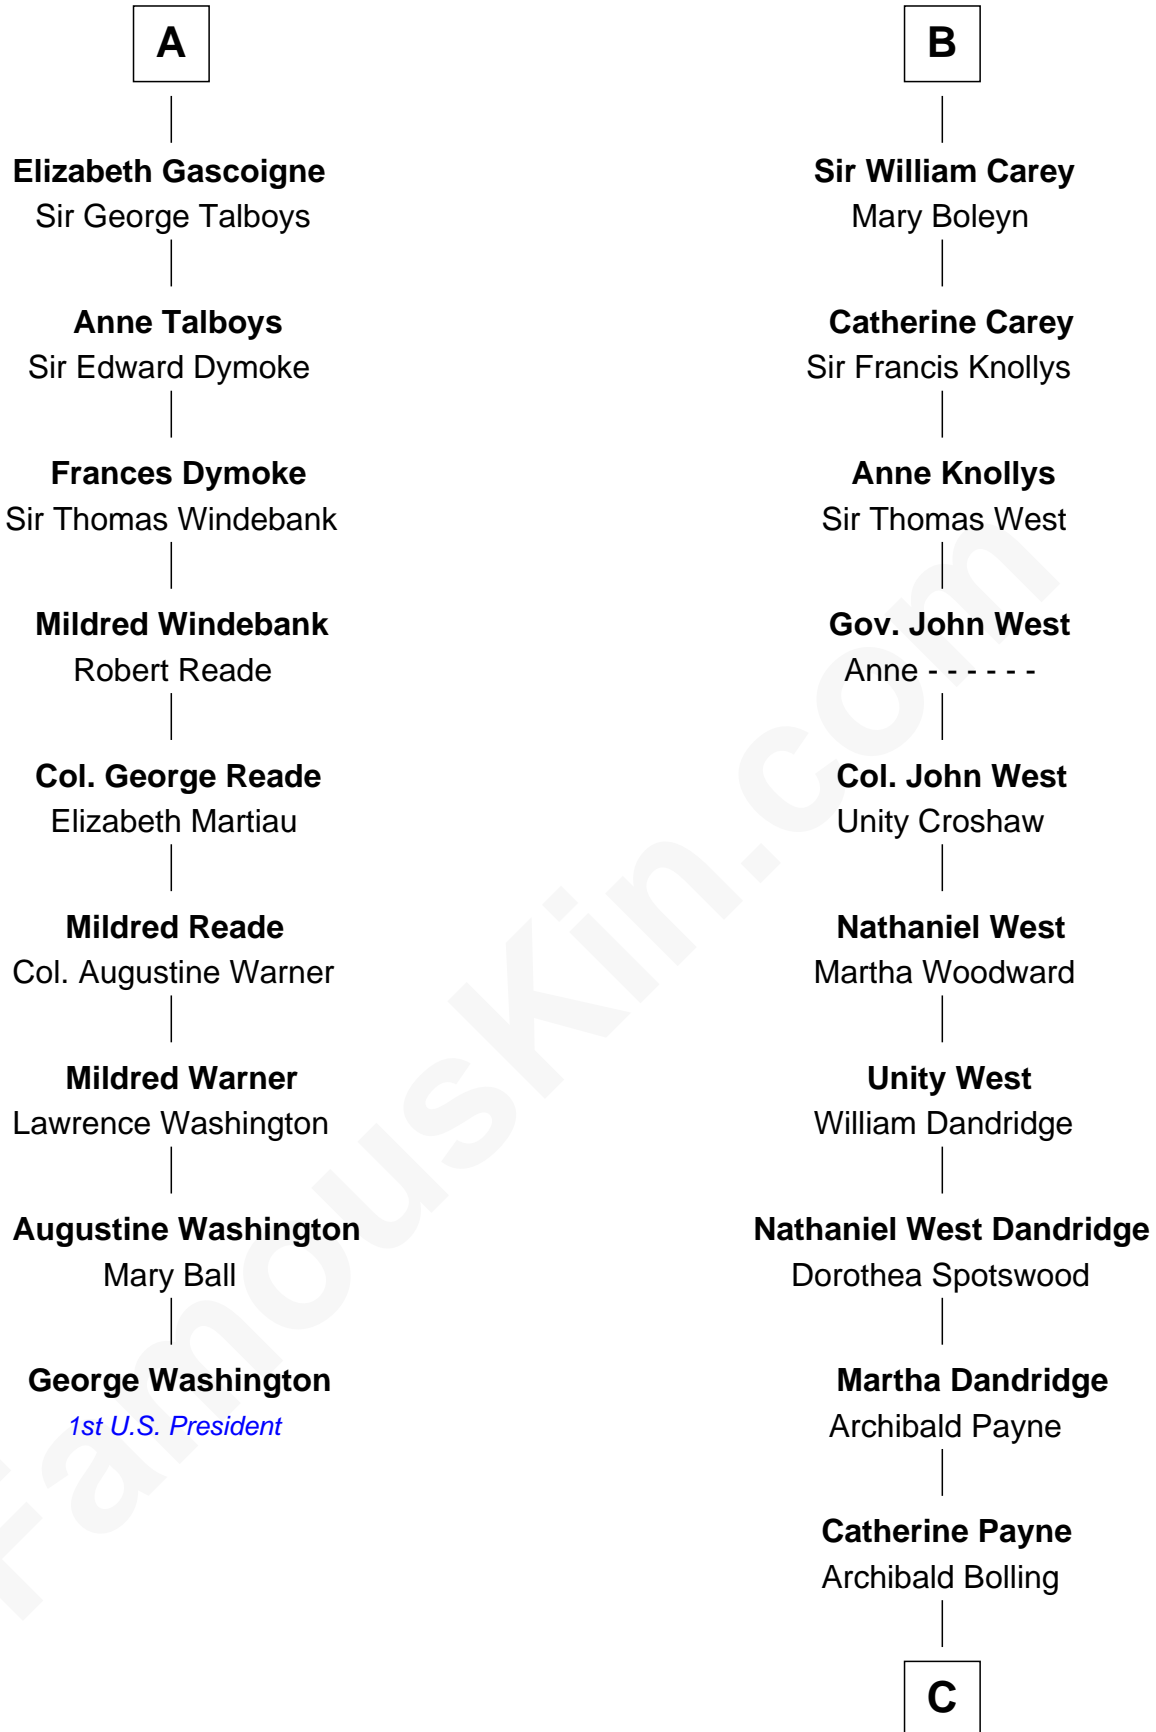 A
Elizabeth Gascoigne
Sir George Talboys
Anne Talboys
Sir Edward Dymoke
Frances Dymoke
Sir Thomas Windebank
Mildred Windebank
Robert Reade
Col. George Reade
Elizabeth Martiau
Mildred Reade
Col. Augustine Warner
Mildred Warner
Lawrence Washington
Augustine Washington
Mary Ball
George Washington
1st U.S. President
B
Sir William Carey
Mary Boleyn
Catherine Carey
Sir Francis Knollys
Anne Knollys
Sir Thomas West
Gov. John West
Anne - - - - - -
Col. John West
Unity Croshaw
Nathaniel West
Martha Woodward
Unity West
William Dandridge
Nathaniel West Dandridge
Dorothea Spotswood
Martha Dandridge
Archibald Payne
Catherine Payne
Archibald Bolling
C
FamousKin.com